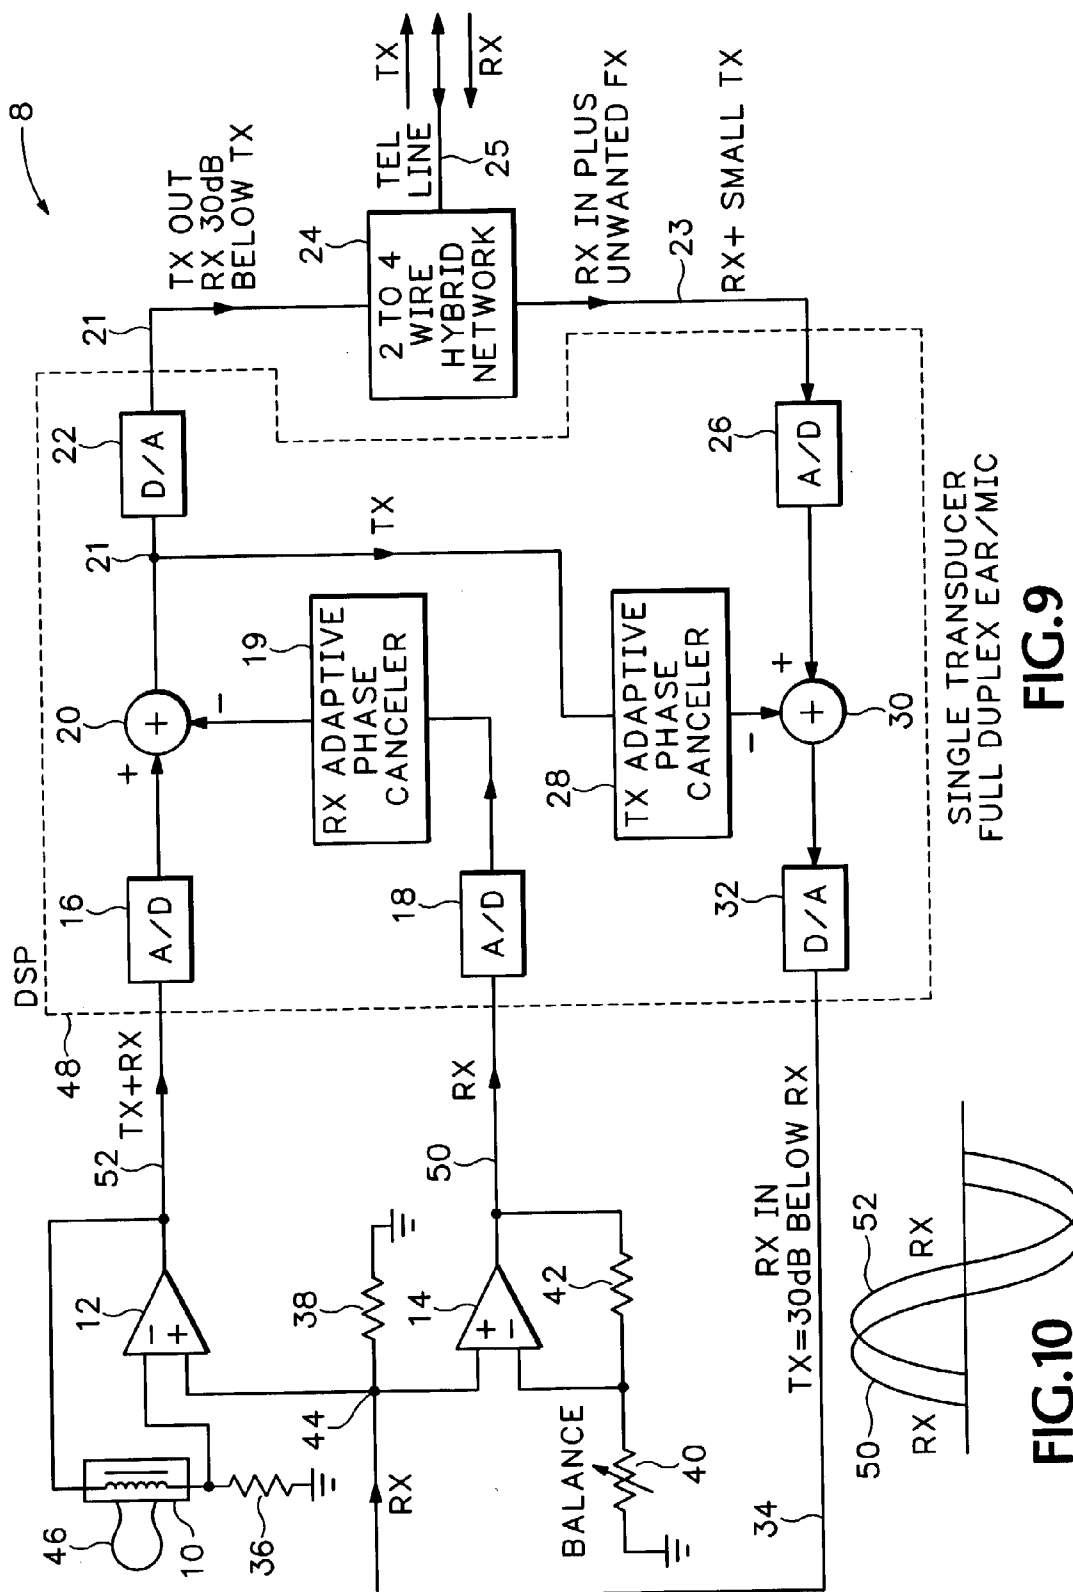 8
TX OUT
RX 30dB
BELOW TX
21
24
2 TO 4
WIRE
HYBRID
NETWORK
TEL
LINE
TX
RX
25
RX IN PLUS
UNWANTED FX
23
RX+ SMALL TX
22
D/A
21
TX
20
+
+
−
19
RX ADAPTIVE
PHASE
CANCELER
28
TX ADAPTIVE
PHASE
CANCELER
26
A/D
+
−
+
30
16
A/D
18
A/D
32
D/A
DSP
48
TX+RX
52
RX
50
RX IN
TX=30dB BELOW RX
12
−
+
38
14
+
−
42
44
46
10
36
RX
BALANCE
40
34
SINGLE TRANSDUCER
FULL DUPLEX EAR/MIC
FIG.9
50
RX
RX
52
FIG.10